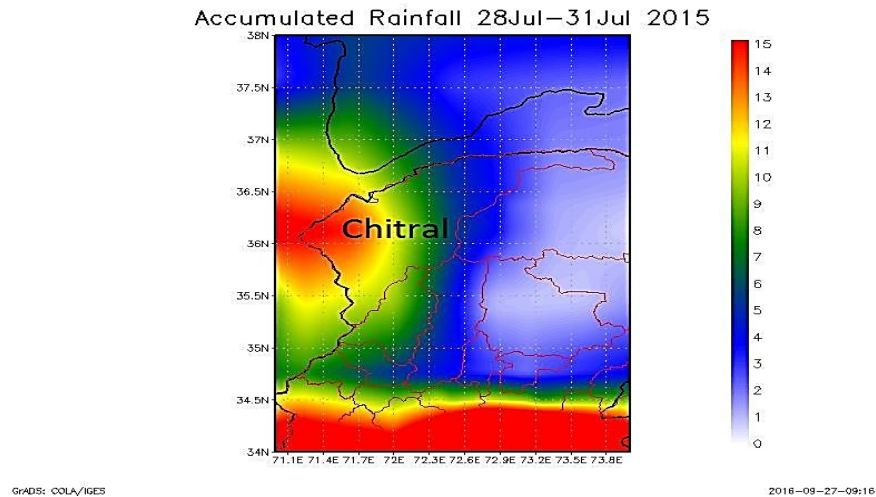 Accumulated Rainfall 28Jul-31Jul 2015
38N
37.5N
37N
36.5N
36N
35.5N
35N
34.5N
34N
Chitral
71.1E 71.4E 71.7E 72E 72.3E 72.6E 72.9E 73.2E 73.5E 73.8E
15
14
13
12
11
10
9
8
7
6
5
4
3
2
1
0
GrADS: COLA/IGES
2016-09-27-09:16